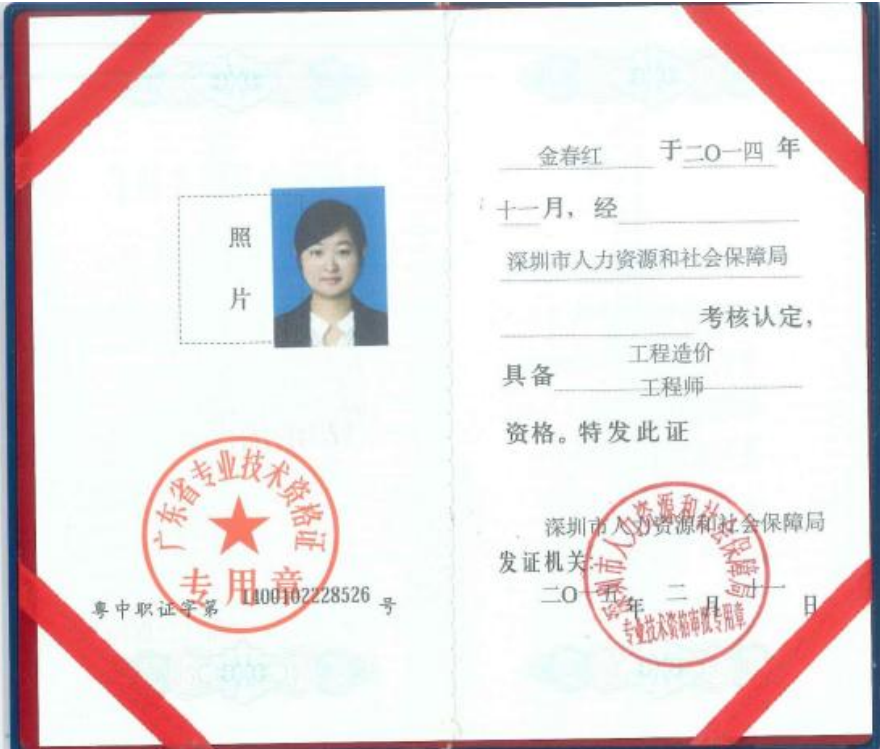 照
片
广东省专业技术资格证
专用章
粤中职证字第 1400102228526 号
金春红 于二〇一四年
十一月，经
深圳市人力资源和社会保障局
考核认定，
工程造价
具备 工程师
资格。特发此证
深圳市人力资源和社会保障局
发证机关
二〇一五年 二 月十一日
深圳市人力资源和社会保障局
专业技术资格审批专用章